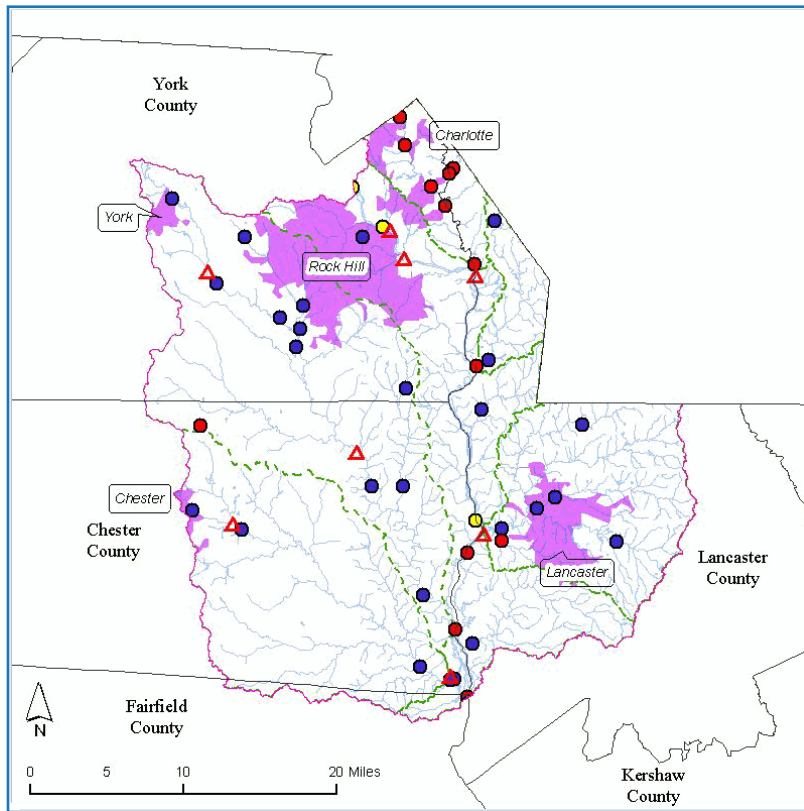 York
County
Charlotte
York
Rock Hill
Chester
Chester
County
Lancaster
County
Lancaster
Fairfield
County
N
0
10
20 Miles
Kershaw
County